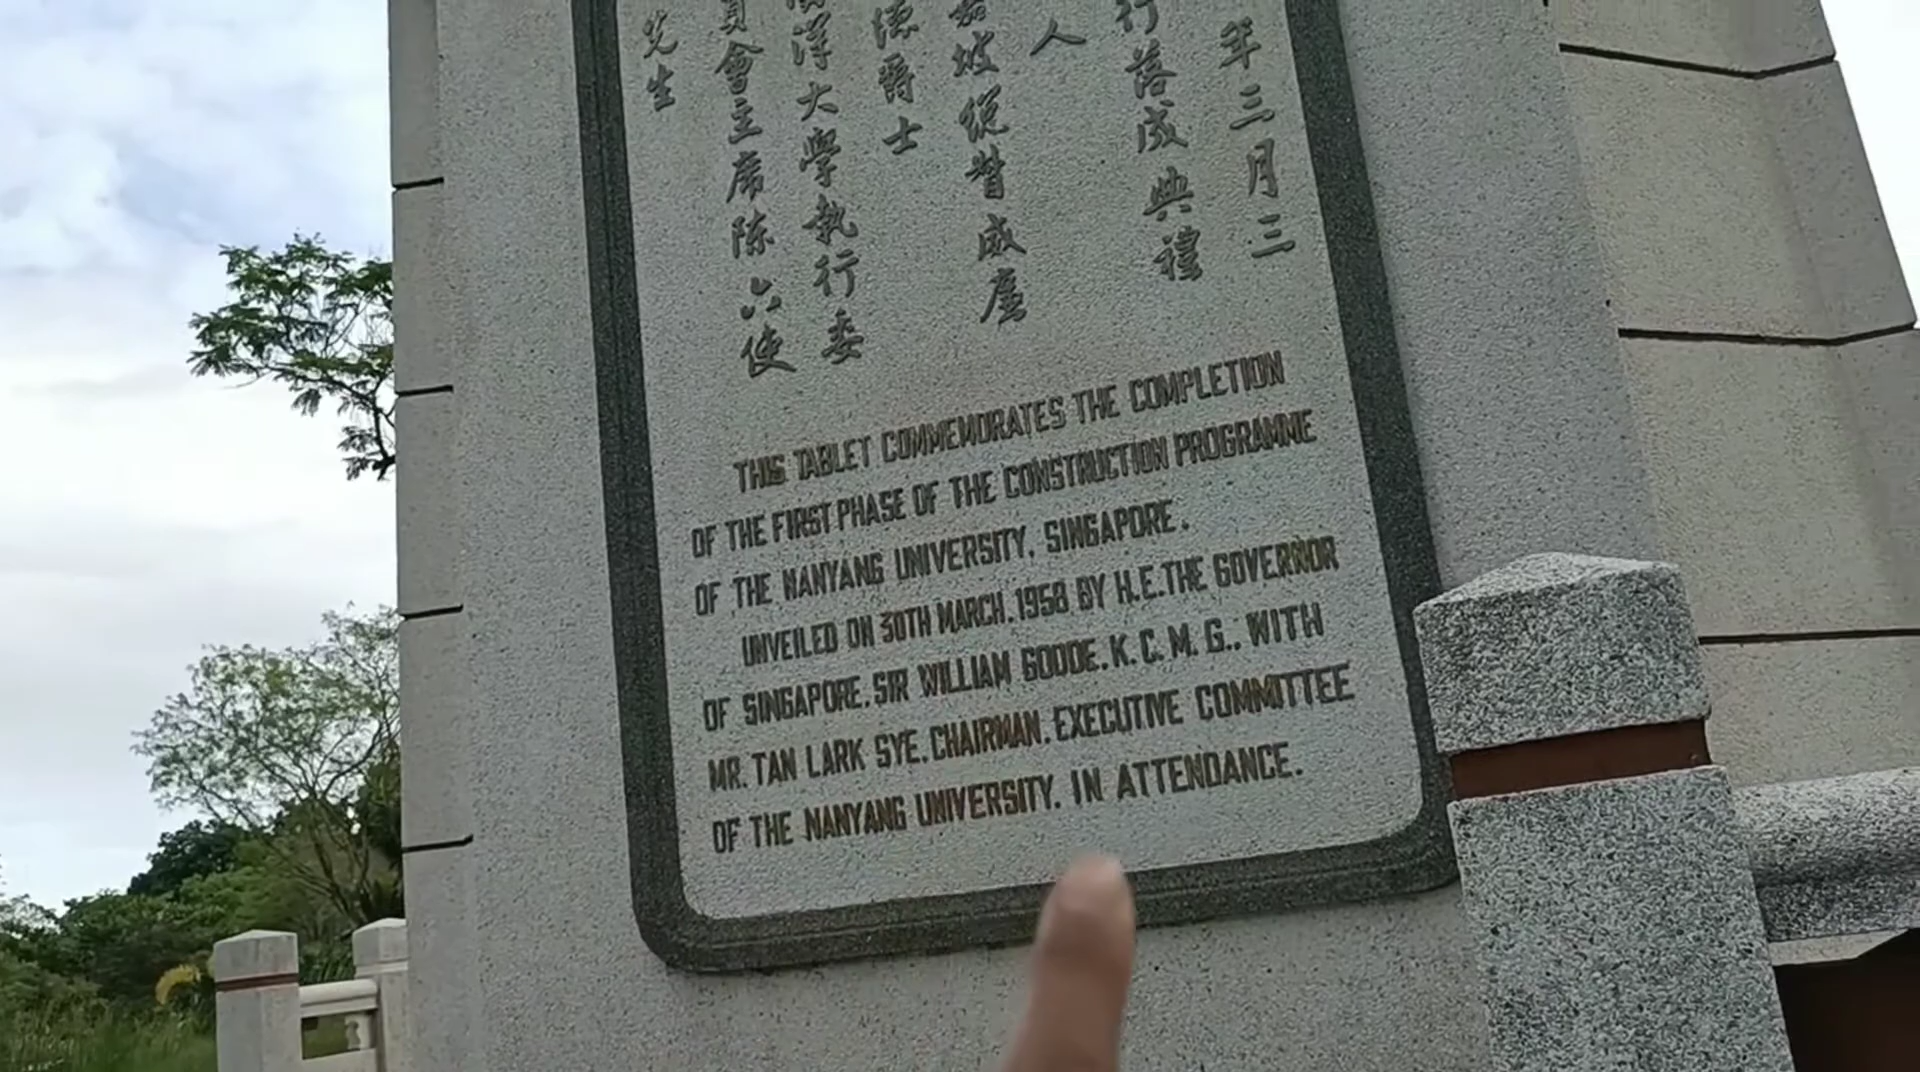 年三月三
行落成典禮
人
坡總督威廉
德爵士
洋大學執行委
員會主席陳六使
先生
THIS TABLET COMMEMORATES THE COMPLETION
OF THE FIRST PHASE OF THE CONSTRUCTION PROGRAMME
OF THE NANYANG UNIVERSITY, SINGAPORE.
UNVEILED ON 30TH MARCH, 1958 BY H.E. THE GOVERNOR
OF SINGAPORE, SIR WILLIAM GOODE, K.C.M.G., WITH
MR. TAN LARK SYE, CHAIRMAN, EXECUTIVE COMMITTEE
OF THE NANYANG UNIVERSITY, IN ATTENDANCE.